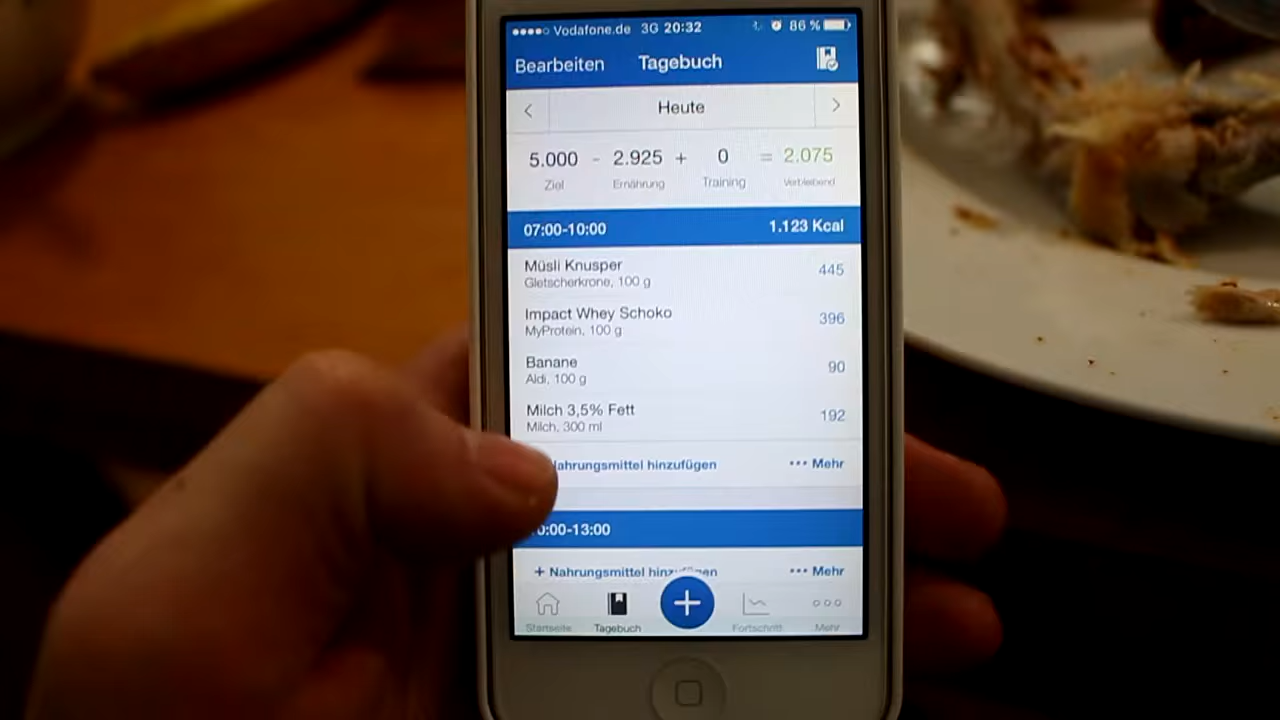 Vodafone.de 3G 20:32 86 %
Bearbeiten Tagebuch
Heute
5.000 - 2.925 + 0 = 2.075
Ziel Ernährung Training Verbleibend
07:00-10:00 1.123 Kcal
Müsli Knusper 445
Gletscherkrone, 100 g
Impact Whey Schoko 396
MyProtein, 100 g
Banane 90
Aldi, 100 g
Milch 3,5% Fett 192
Milch, 300 ml
ahrungsmittel hinzufügen ••• Mehr
0:00-13:00
+ Nahrungsmittel hinzufügen ••• Mehr
Startseite Tagebuch + Fortschritt Mehr